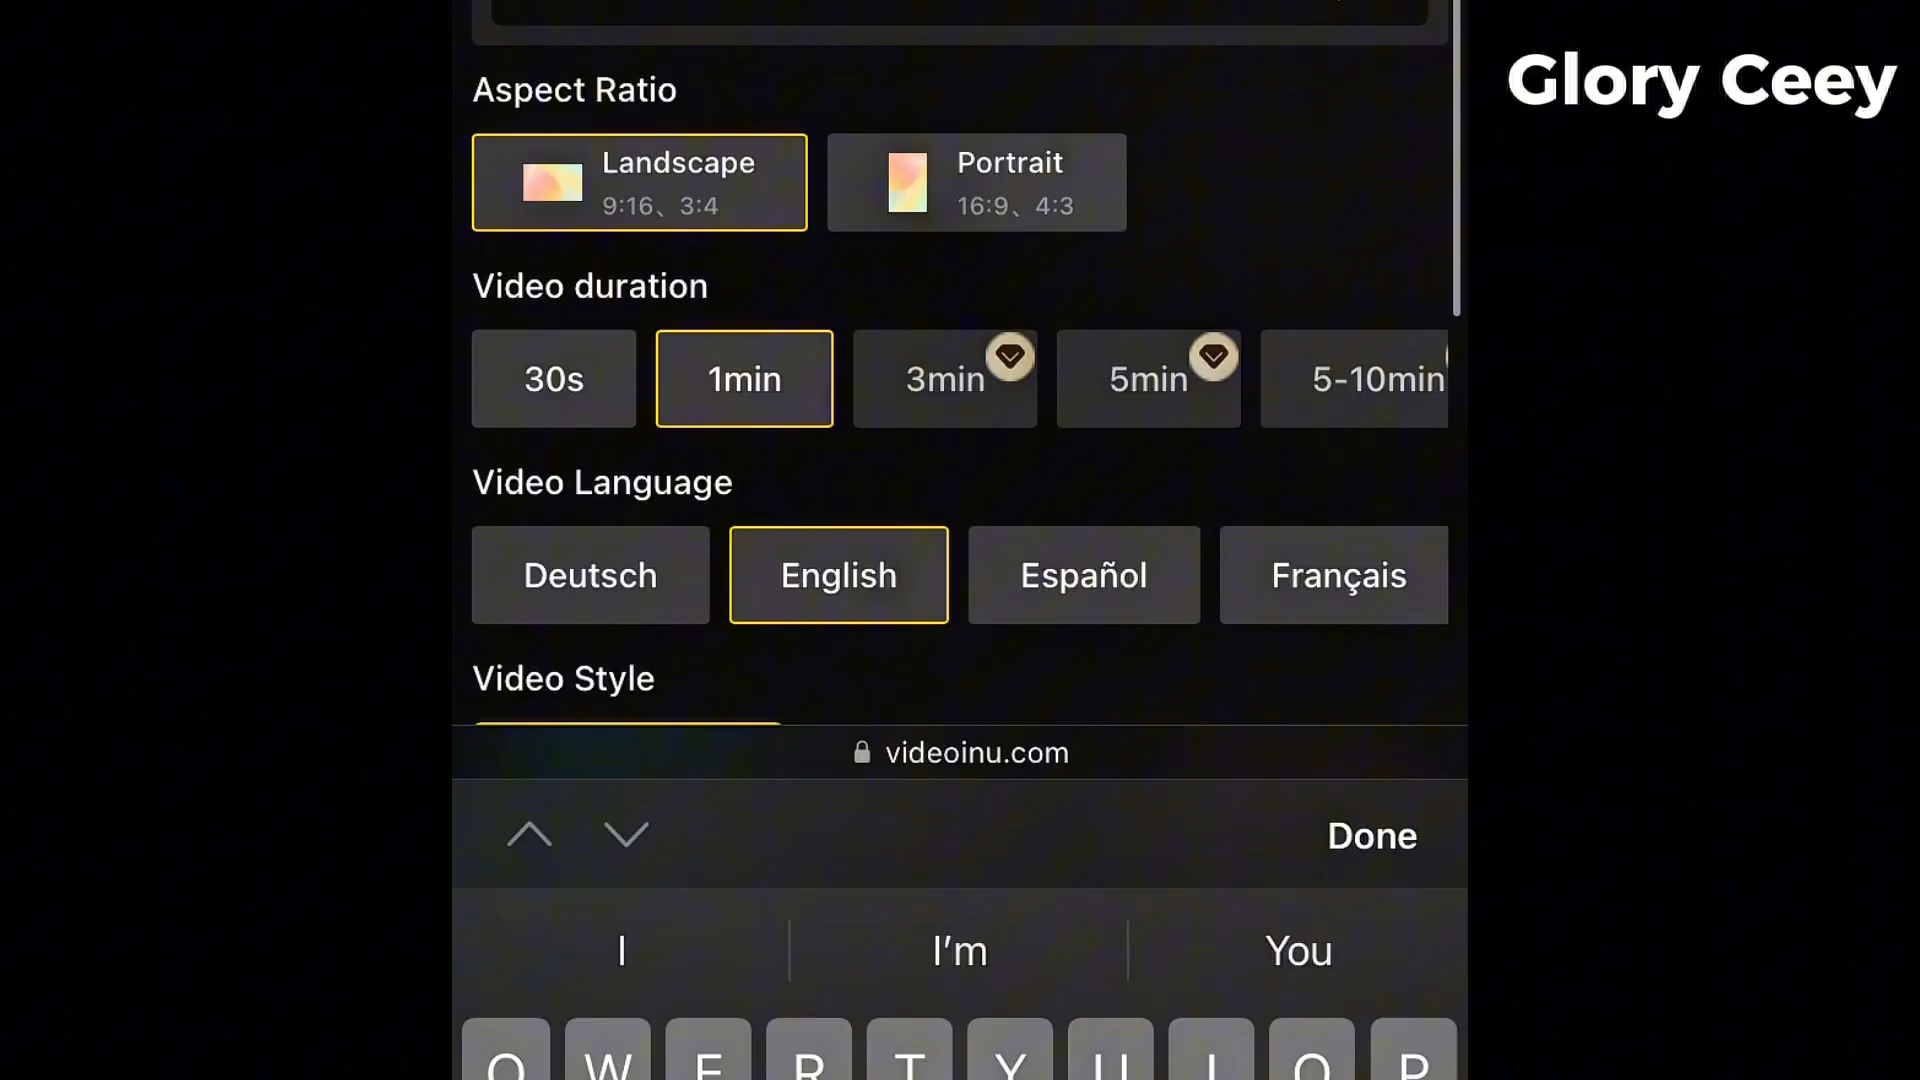 Glory Ceey
Aspect Ratio
Landscape
9:16、3:4
Portrait
16:9、4:3
Video duration
30s
1min
3min
5min
5-10min
Video Language
Deutsch
English
Español
Français
Video Style
videoinu.com
Done
I
I’m
You
Q W E R T Y U I O P